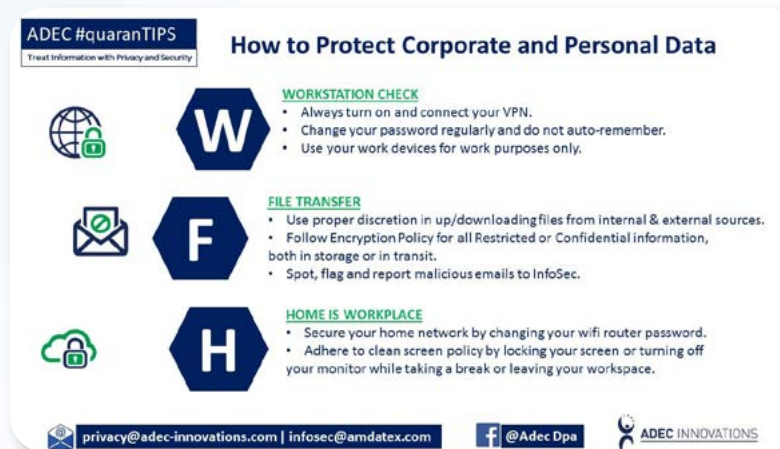 ADEC #quaranTIPS
Treat Information with Privacy and Security
How to Protect Corporate and Personal Data
W
WORKSTATION CHECK
• Always turn on and connect your VPN.
• Change your password regularly and do not auto-remember.
• Use your work devices for work purposes only.
F
FILE TRANSFER
• Use proper discretion in up/downloading files from internal & external sources.
• Follow Encryption Policy for all Restricted or Confidential information,
both in storage or in transit.
• Spot, flag and report malicious emails to InfoSec.
H
HOME IS WORKPLACE
• Secure your home network by changing your wifi router password.
• Adhere to clean screen policy by locking your screen or turning off
your monitor while taking a break or leaving your workspace.
privacy@adec-innovations.com | infosec@amdatex.com
@Adec Dpa
ADEC INNOVATIONS